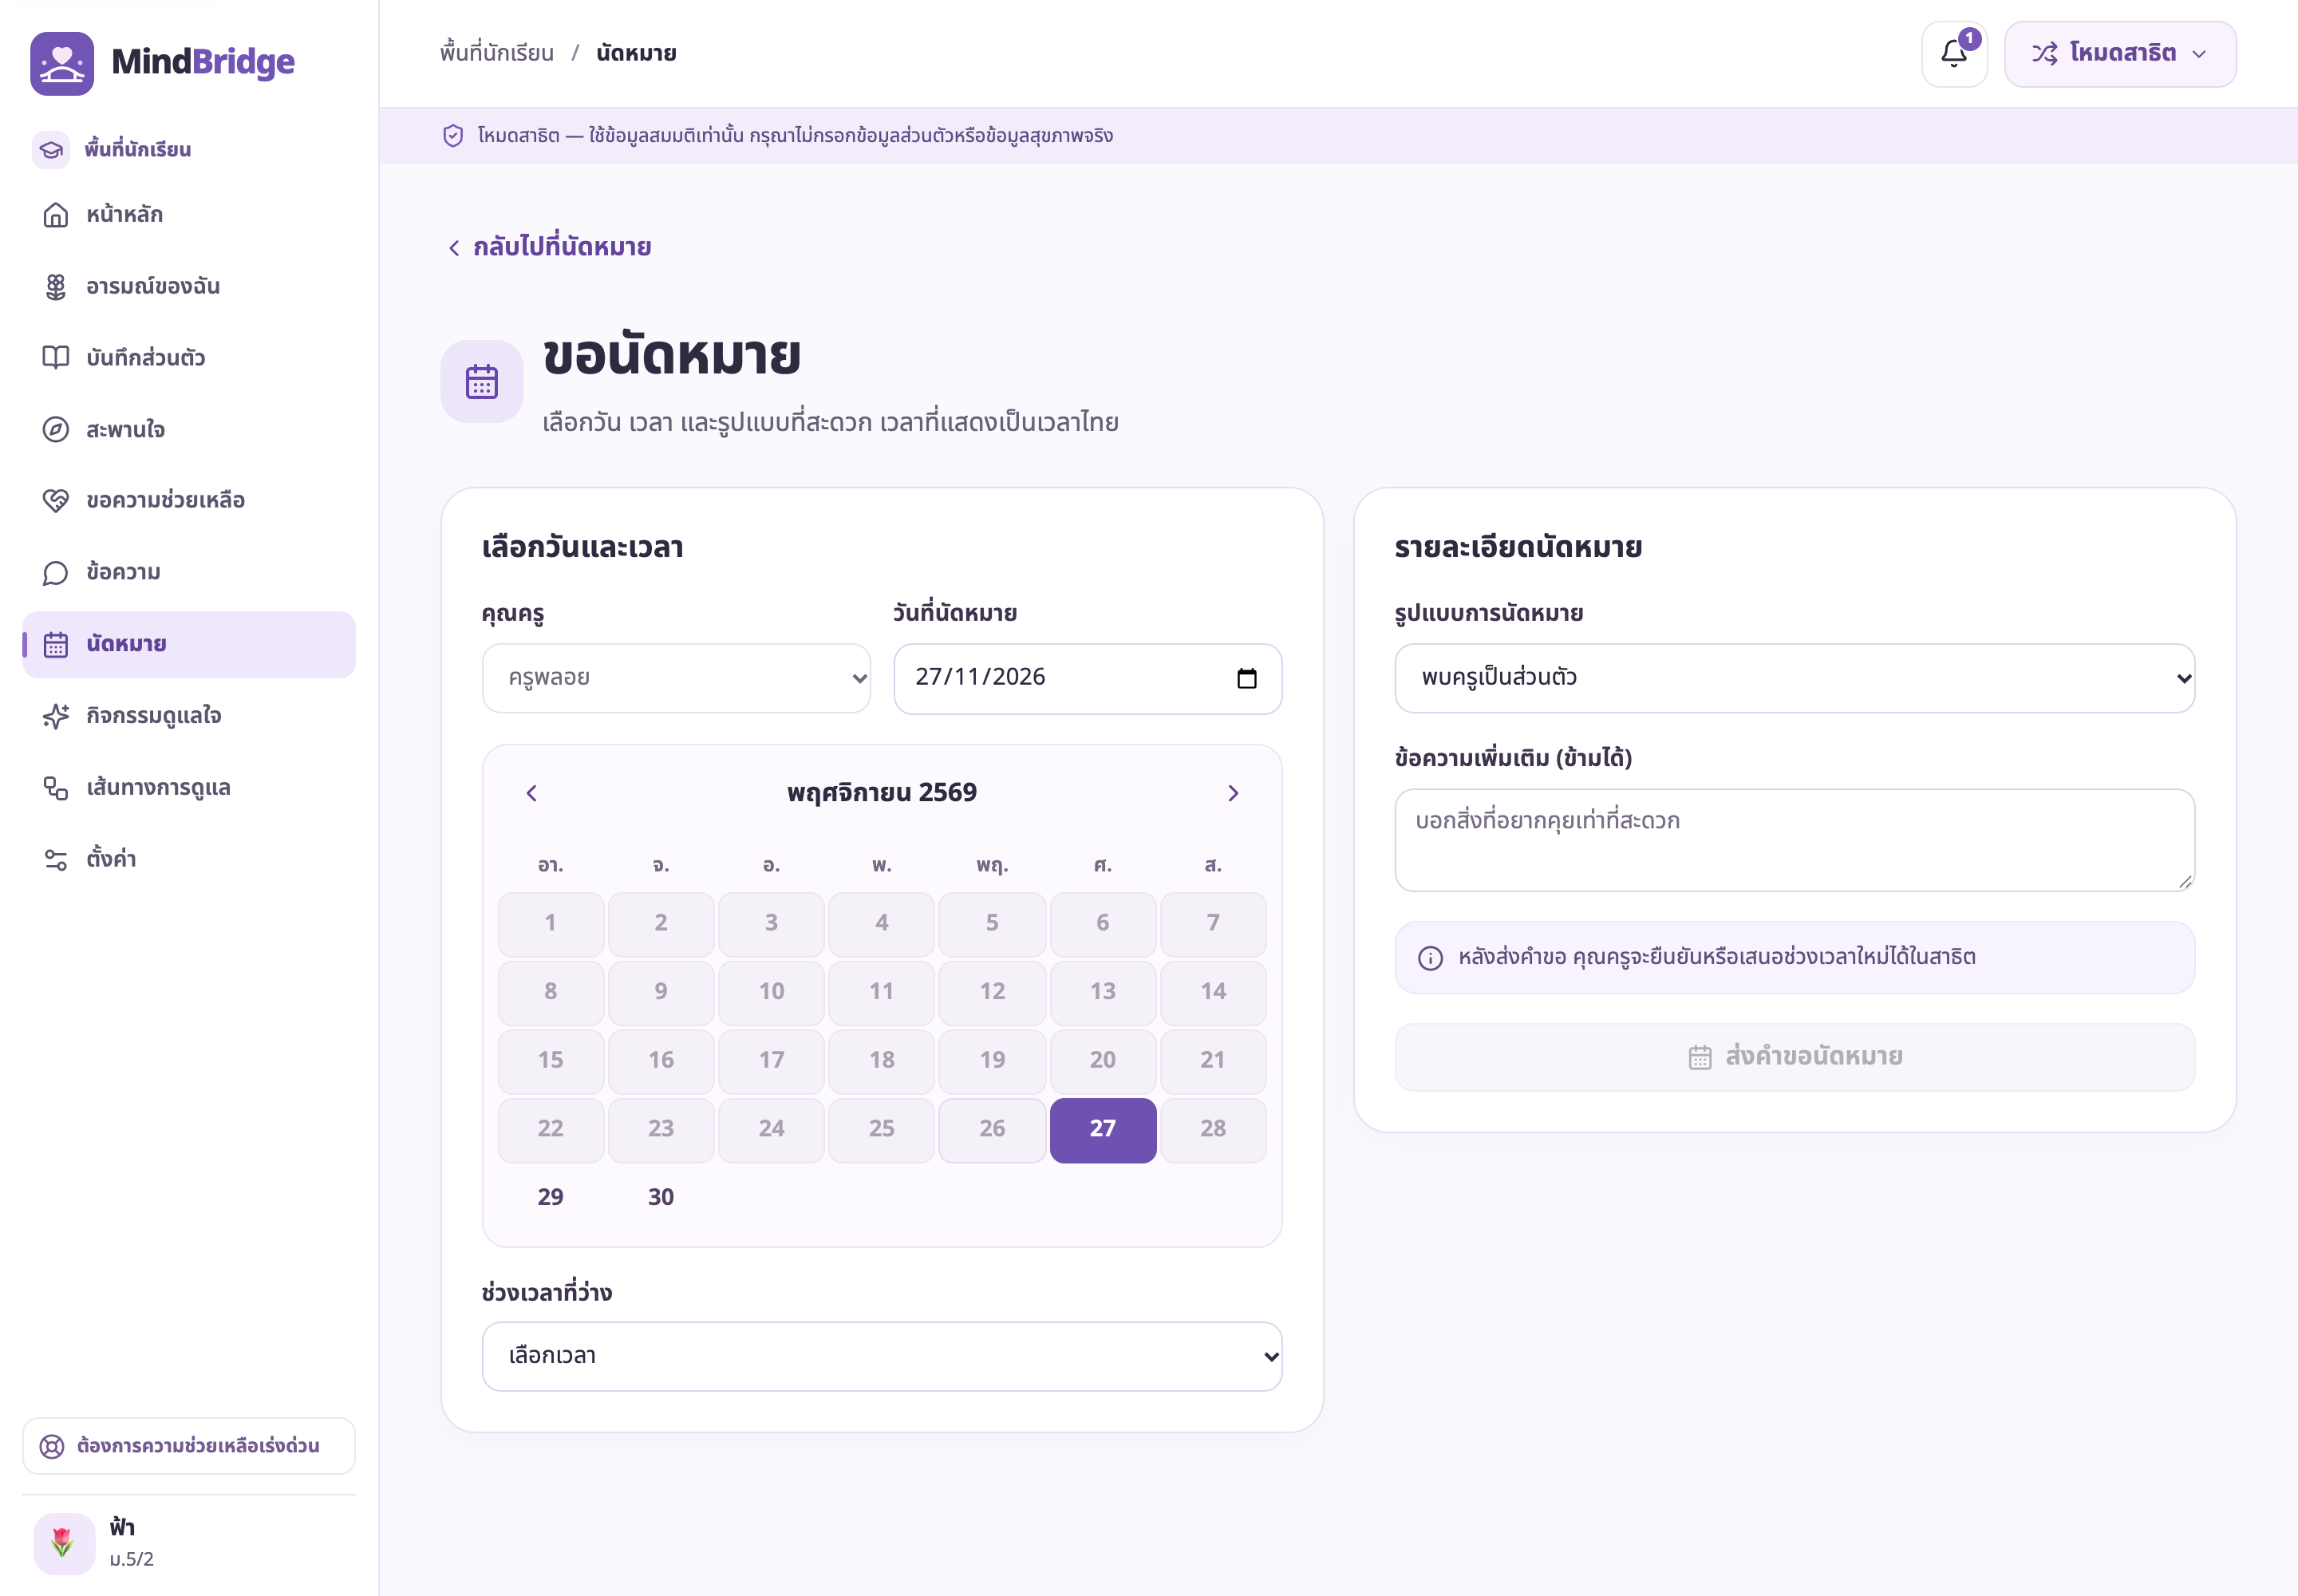 MindBridge
พื้นที่นักเรียน
หน้าหลัก
อารมณ์ของฉัน
บันทึกส่วนตัว
สะพานใจ
ขอความช่วยเหลือ
ข้อความ
นัดหมาย
กิจกรรมดูแลใจ
เส้นทางการดูแล
ตั้งค่า
ต้องการความช่วยเหลือเร่งด่วน
ฟ้า
ม.5/2
พื้นที่นักเรียน / นัดหมาย
1
โหมดสาธิต
โหมดสาธิต — ใช้ข้อมูลสมมติเท่านั้น กรุณาไม่กรอกข้อมูลส่วนตัวหรือข้อมูลสุขภาพจริง
กลับไปที่นัดหมาย
ขอนัดหมาย
เลือกวัน เวลา และรูปแบบที่สะดวก เวลาที่แสดงเป็นเวลาไทย
เลือกวันและเวลา
คุณครู วันที่นัดหมาย
ครูพลอย 27/11/2026
พฤศจิกายน 2569
อา. จ. อ. พ. พฤ. ศ. ส.
1 2 3 4 5 6 7
8 9 10 11 12 13 14
15 16 17 18 19 20 21
22 23 24 25 26 27 28
29 30
ช่วงเวลาที่ว่าง
เลือกเวลา
รายละเอียดนัดหมาย
รูปแบบการนัดหมาย
พบครูเป็นส่วนตัว
ข้อความเพิ่มเติม (ข้ามได้)
บอกสิ่งที่อยากคุยเท่าที่สะดวก
หลังส่งคำขอ คุณครูจะยืนยันหรือเสนอช่วงเวลาใหม่ได้ในสาธิต
ส่งคำขอนัดหมาย